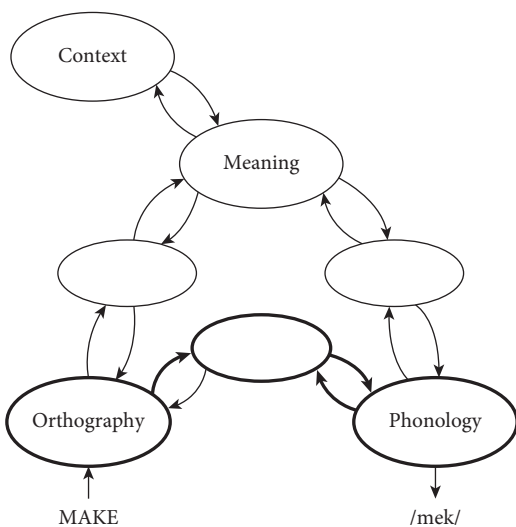 Context
Meaning
Orthography
Phonology
MAKE
/mek/